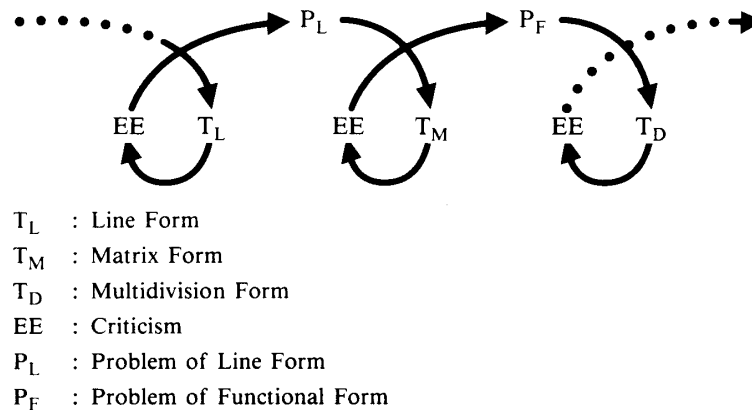 P_L P_F
EE T_L EE T_M EE T_D
T_L : Line Form
T_M : Matrix Form
T_D : Multidivision Form
EE : Criticism
P_L : Problem of Line Form
P_F : Problem of Functional Form